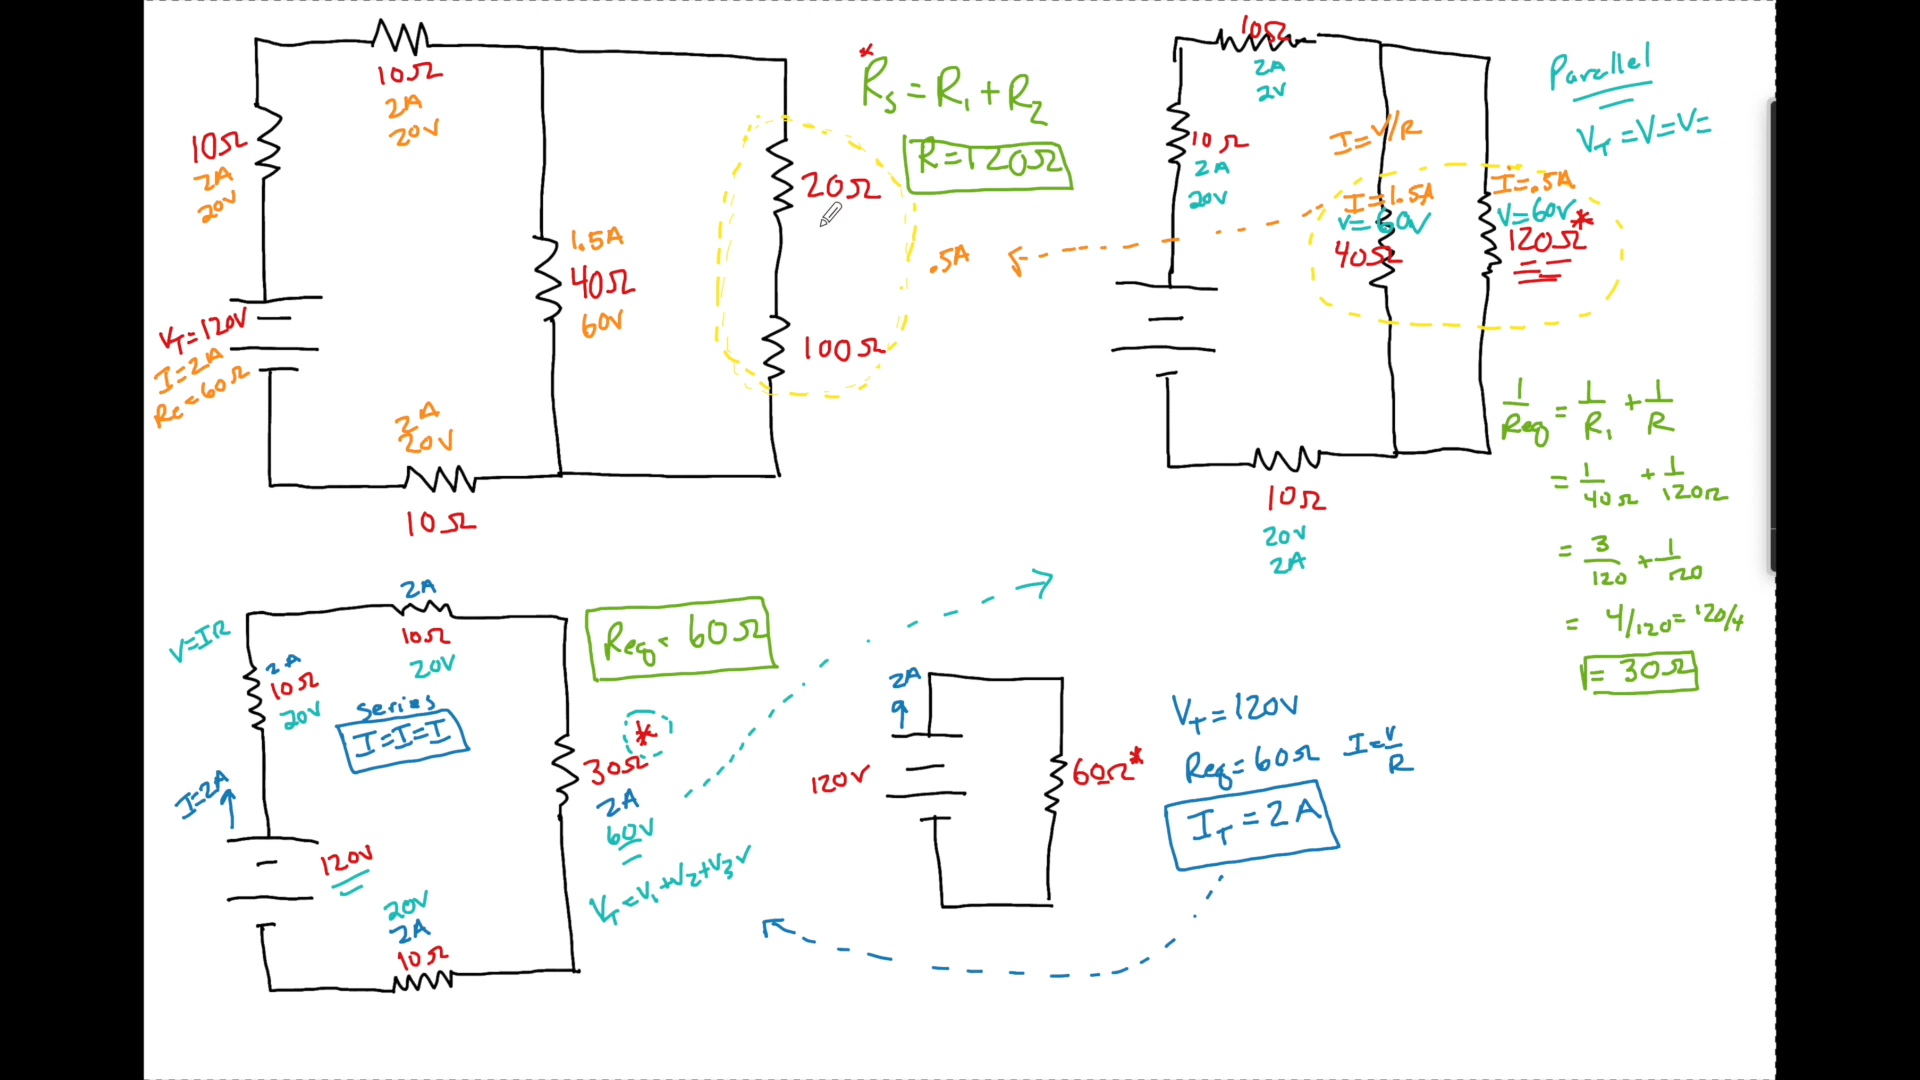 10Ω
2A
20V
10Ω
2A
20V
VT=120V
I=2A
Re=60Ω
1.5A
40Ω
60V
20Ω
100Ω
2A
20V
10Ω
* Rs = R1 + R2
R=120Ω
.5A
10Ω
2A
2V
10Ω
2A
20V
I=V/R
I=1.5A
V=60V
40Ω
I=.5A
V=60V
120Ω*
10Ω
20V
2A
Parallel
VT=V=V=
1/Req = 1/R1 + 1/R
= 1/40Ω + 1/120Ω
= 3/120 + 1/120
= 4/120 = 120/4
= 30Ω
V=IR
2A
10Ω
20V
2A
10Ω
20V
series
I=I=I
I=2A
120V
*
30Ω
2A
60V
VT=V1+V2+V3
20V
2A
10Ω
Req = 60Ω
2A
120V
60Ω*
VT=120V
Req=60Ω I=V/R
IT=2A